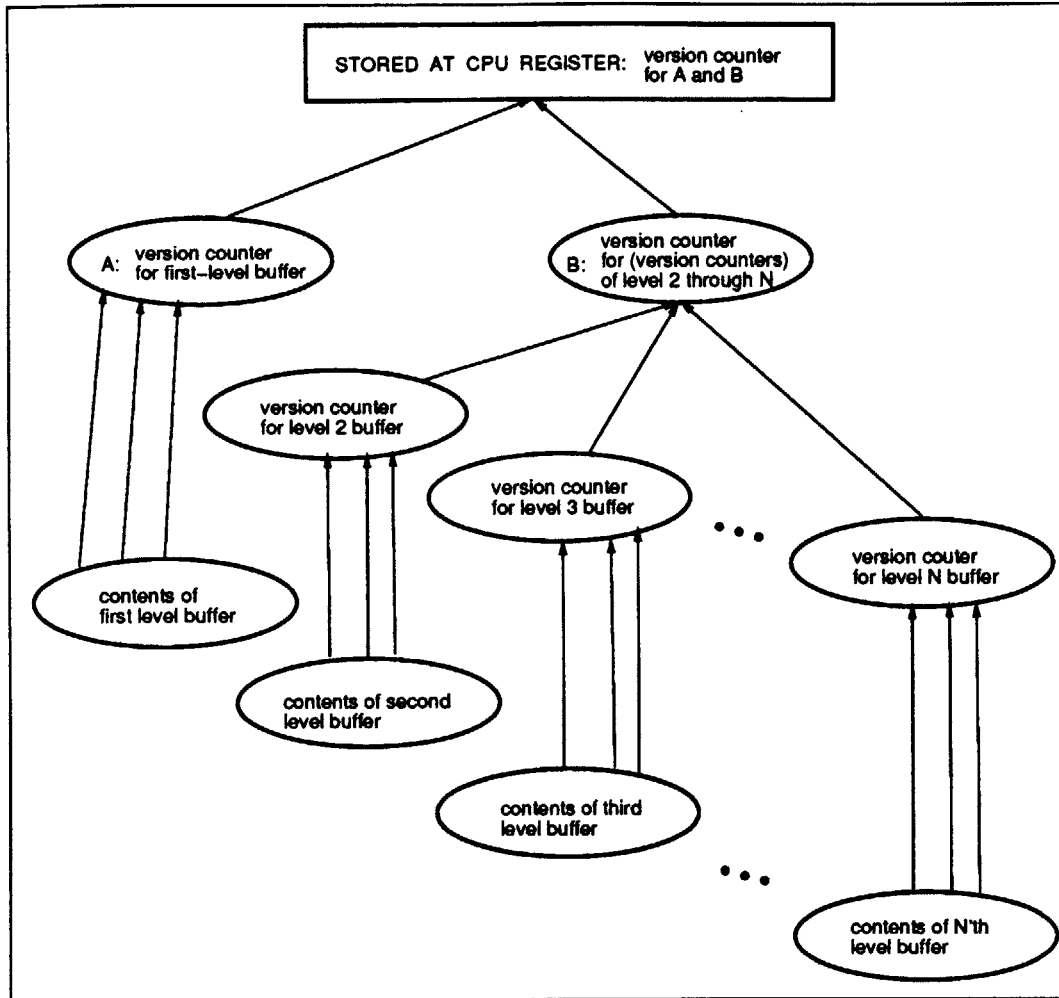 STORED AT CPU REGISTER: version counter
for A and B
A: version counter
for first-level buffer
B: version counter
for (version counters)
of level 2 through N
version counter
for level 2 buffer
version counter
for level 3 buffer
version couter
for level N buffer
contents of
first level buffer
contents of second
level buffer
contents of third
level buffer
contents of N'th
level buffer